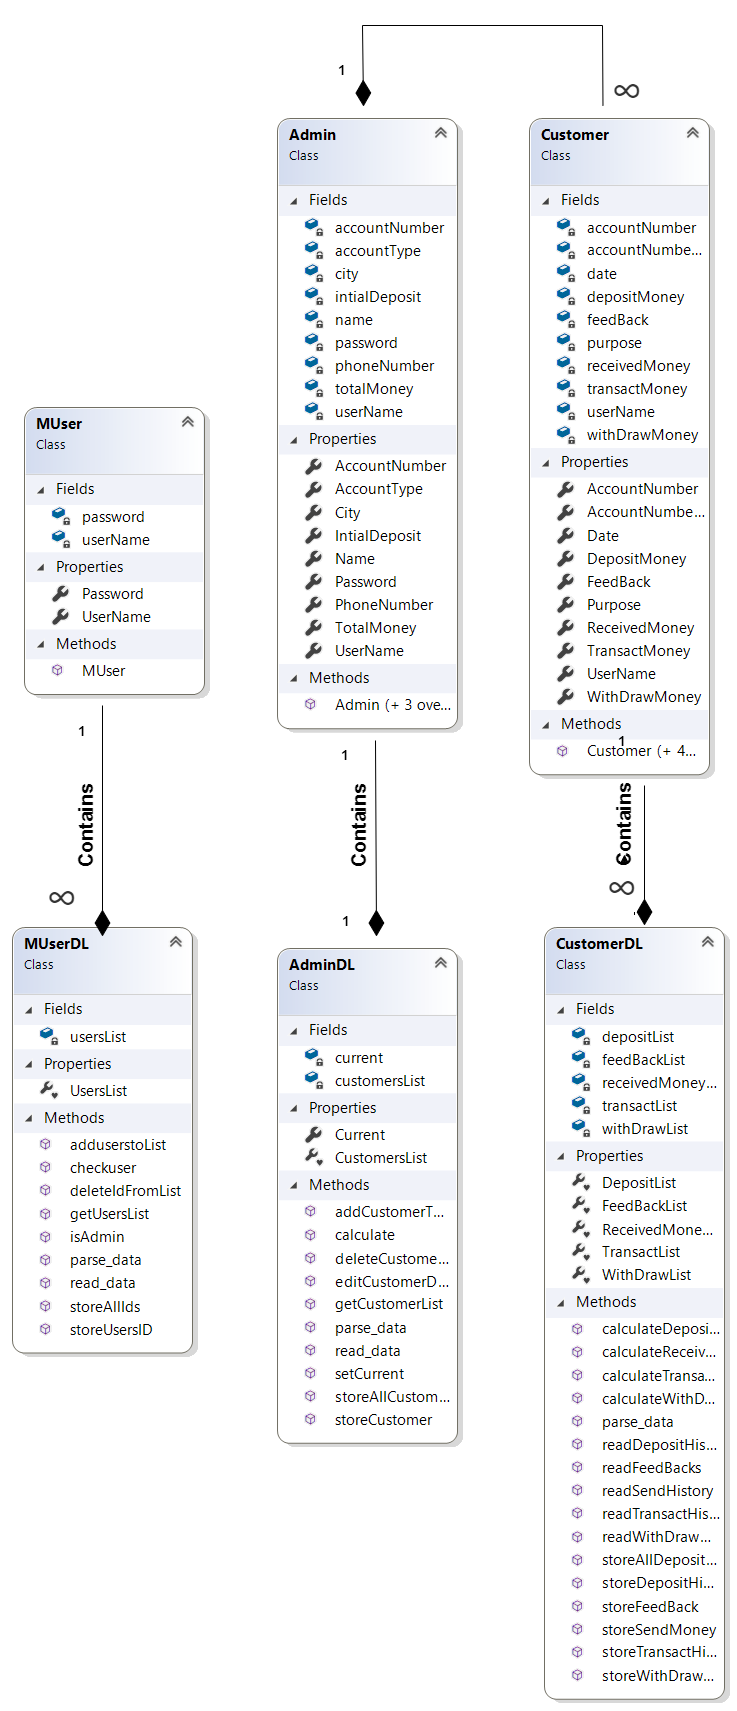 1
∞
Admin
Class
Fields
accountNumber
accountType
city
intialDeposit
name
password
phoneNumber
totalMoney
userName
Properties
AccountNumber
AccountType
City
IntialDeposit
Name
Password
PhoneNumber
TotalMoney
UserName
Methods
Admin (+ 3 ove...
Customer
Class
Fields
accountNumber
accountNumbe...
date
depositMoney
feedBack
purpose
receivedMoney
transactMoney
userName
withDrawMoney
Properties
AccountNumber
AccountNumbe...
Date
DepositMoney
FeedBack
Purpose
ReceivedMoney
TransactMoney
UserName
WithDrawMoney
Methods
1
Customer (+ 4...
MUser
Class
Fields
password
userName
Properties
Password
UserName
Methods
MUser
1
Contains
∞
1
Contains
1
Contains
∞
MUserDL
Class
Fields
usersList
Properties
UsersList
Methods
adduserstoList
checkuser
deleteIdFromList
getUsersList
isAdmin
parse_data
read_data
storeAllIds
storeUsersID
AdminDL
Class
Fields
current
customersList
Properties
Current
CustomersList
Methods
addCustomerT...
calculate
deleteCustome...
editCustomerD...
getCustomerList
parse_data
read_data
setCurrent
storeAllCustom...
storeCustomer
CustomerDL
Class
Fields
depositList
feedBackList
receivedMoney...
transactList
withDrawList
Properties
DepositList
FeedBackList
ReceivedMone...
TransactList
WithDrawList
Methods
calculateDeposi...
calculateReceiv...
calculateTransa...
calculateWithD...
parse_data
readDepositHis...
readFeedBacks
readSendHistory
readTransactHis...
readWithDraw...
storeAllDeposit...
storeDepositHi...
storeFeedBack
storeSendMoney
storeTransactHi...
storeWithDraw...